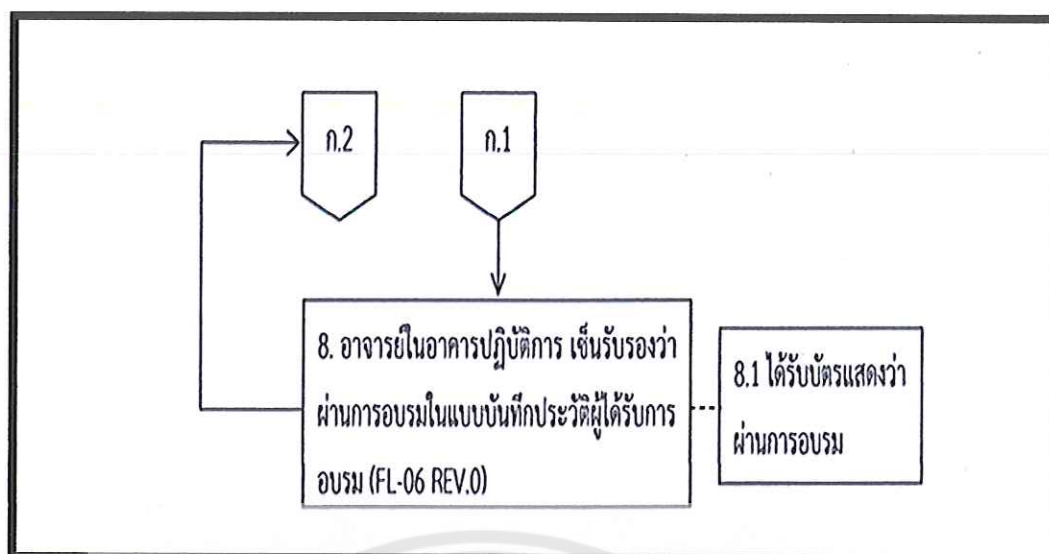 ก.2
ก.1
8. อาจารย์ในอาคารปฏิบัติการ เซ็นรับรองว่า
ผ่านการอบรมในแบบบันทึกประวัติผู้ได้รับการ
อบรม (FL-06 REV.0)
8.1 ได้รับบัตรแสดงว่า
ผ่านการอบรม